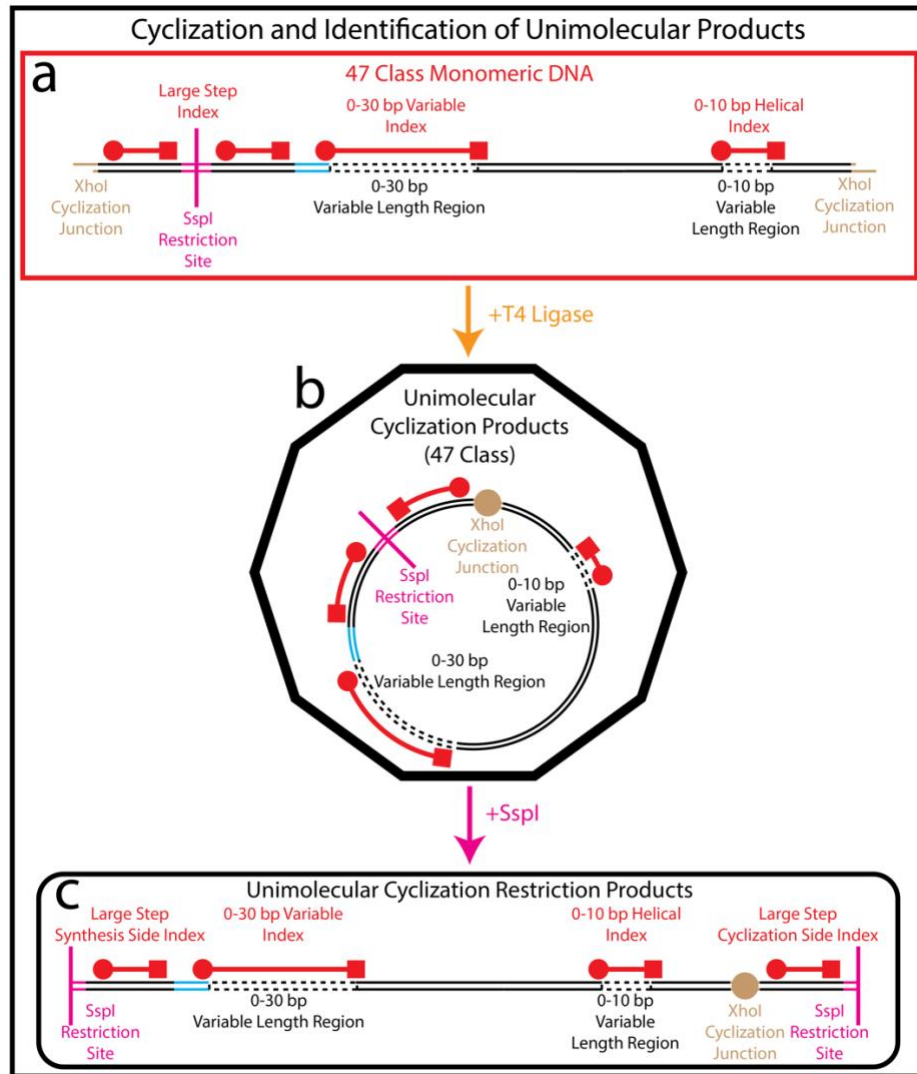 Cyclization and Identification of Unimolecular Products
a
47 Class Monomeric DNA
Large Step
Index
0-30 bp Variable
Index
0-10 bp Helical
Index
XhoI
Cyclization
Junction
SspI
Restriction
Site
0-30 bp
Variable Length Region
0-10 bp
Variable
Length Region
XhoI
Cyclization
Junction
+T4 Ligase
b
Unimolecular
Cyclization Products
(47 Class)
XhoI
Cyclization
Junction
SspI
Restriction
Site
0-10 bp
Variable
Length Region
0-30 bp
Variable Length Region
+SspI
c
Unimolecular Cyclization Restriction Products
Large Step
Synthesis Side Index
0-30 bp Variable
Index
0-10 bp Helical
Index
Large Step
Cyclization Side Index
SspI
Restriction
Site
0-30 bp
Variable Length Region
0-10 bp
Variable
Length Region
XhoI
Cyclization
Junction
SspI
Restriction
Site